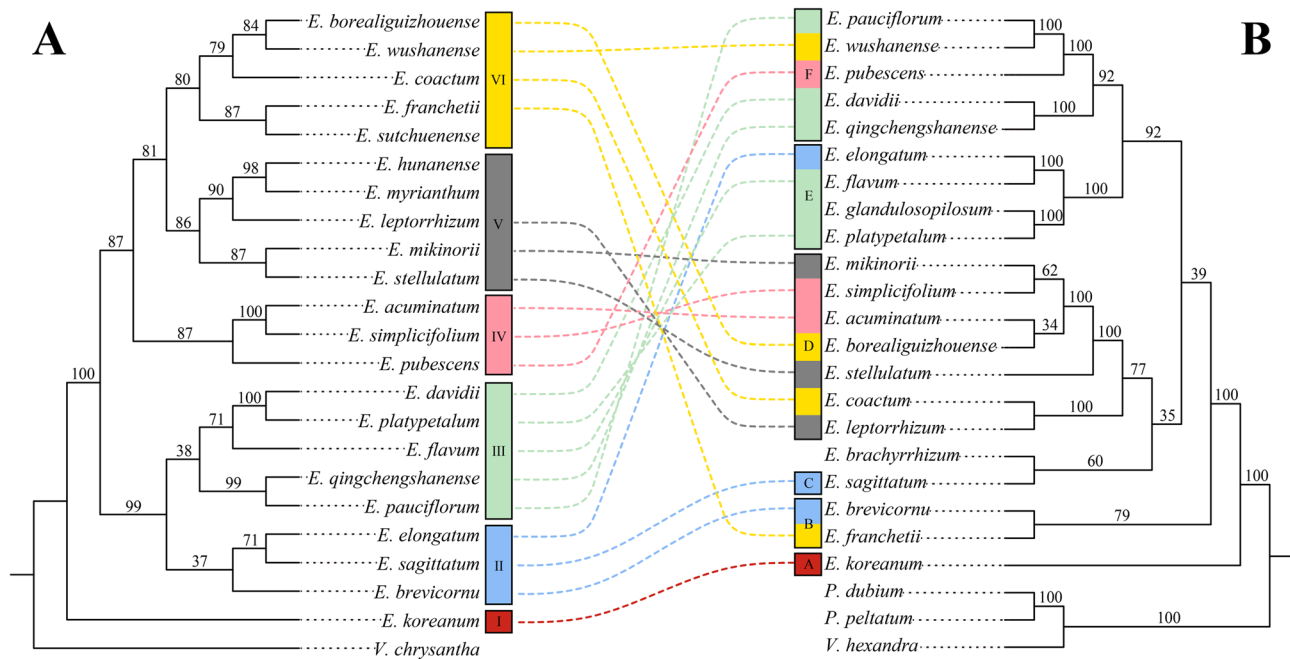 A
B
E. borealiguizhouense
E. wushanense
E. coactum
E. franchetii
E. sutchuenense
E. hunanense
E. myrianthum
E. leptorrhizum
E. mikinorii
E. stellulatum
E. acuminatum
E. simplicifolium
E. pubescens
E. davidii
E. platypetalum
E. flavum
E. qingchengshanense
E. pauciflorum
E. elongatum
E. sagittatum
E. brevicornu
E. koreanum
V. chrysantha
84
79
80
87
81
98
90
86
87
87
100
87
100
100
71
38
99
99
71
37
VI
V
IV
III
II
I
E. pauciflorum
E. wushanense
E. pubescens
E. davidii
E. qingchengshanense
E. elongatum
E. flavum
E. glandulosopilosum
E. platypetalum
E. mikinorii
E. simplicifolium
E. acuminatum
E. borealiguizhouense
E. stellulatum
E. coactum
E. leptorrhizum
E. brachyrrhizum
E. sagittatum
E. brevicornu
E. franchetii
E. koreanum
P. dubium
P. peltatum
V. hexandra
F
E
D
C
B
A
100
100
92
100
92
100
100
100
39
62
100
34
100
77
100
35
100
60
100
79
100
100